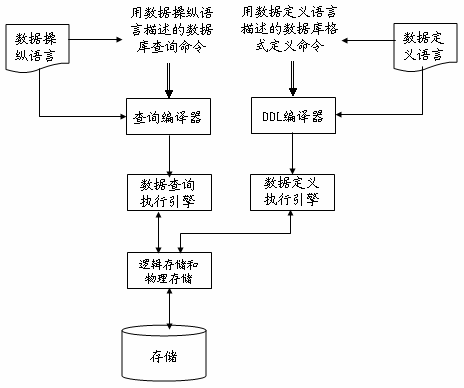 用数据操纵语
言描述的数据
库查询命令
用数据定义语言
描述的数据库格
式定义命令
数据操
纵语言
数据定
义语言
查询编译器
DDL编译器
数据查询
执行引擎
数据定义
执行引擎
逻辑存储和
物理存储
存储